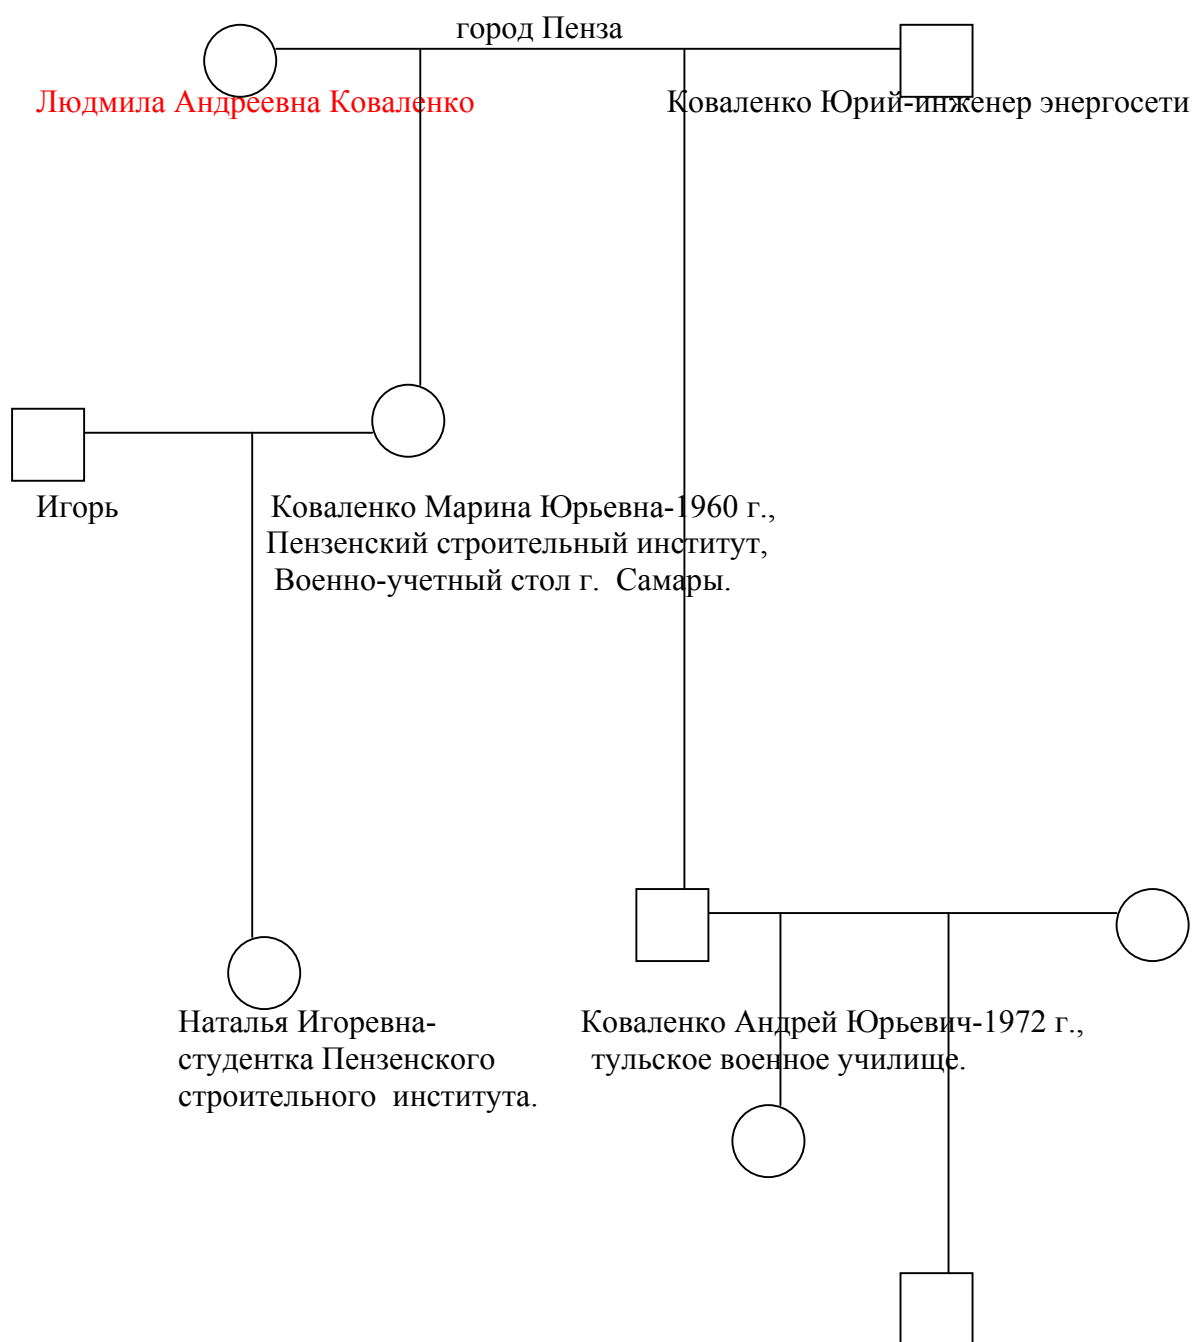 город Пенза
Людмила Андреевна Коваленко
Коваленко Юрий-инженер энергосети
Игорь
Коваленко Марина Юрьевна-1960 г.,
Пензенский строительный институт,
Военно-учетный стол г. Самары.
Наталья Игоревна-
студентка Пензенского
строительного института.
Коваленко Андрей Юрьевич-1972 г.,
тульское военное училище.